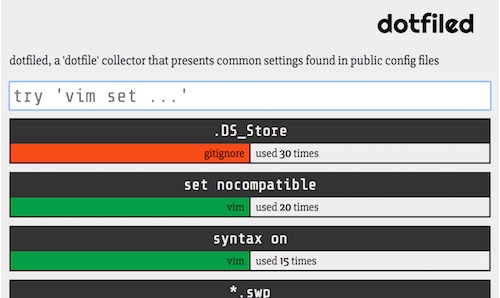 dotfiled
dotfiled, a 'dotfile' collector that presents common settings found in public config files
try 'vim set ...'
.DS_Store
gitignore used 30 times
set nocompatible
vim used 20 times
syntax on
vim used 15 times
*.swp